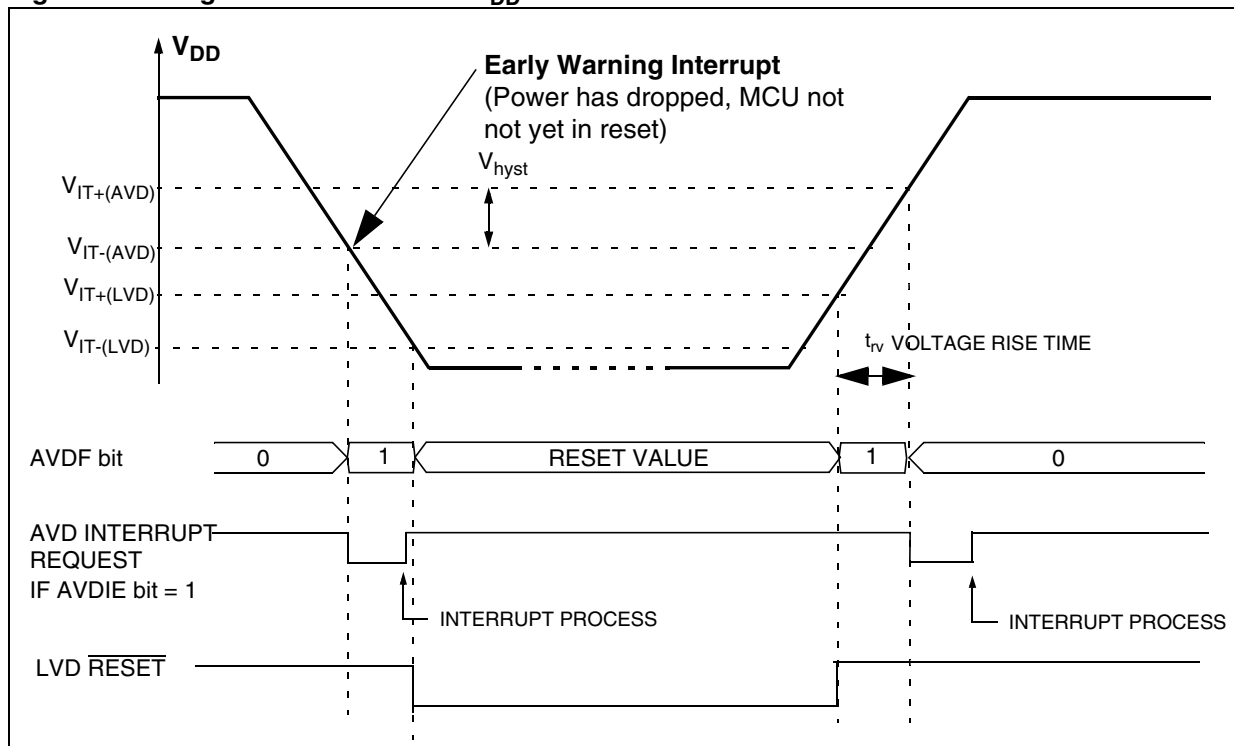 V_DD
Early Warning Interrupt
(Power has dropped, MCU not
not yet in reset)
V_hyst
V_IT+(AVD)
V_IT-(AVD)
V_IT+(LVD)
V_IT-(LVD)
t_rv VOLTAGE RISE TIME
AVDF bit
0
1
RESET VALUE
1
0
AVD INTERRUPT
REQUEST
IF AVDIE bit = 1
INTERRUPT PROCESS
INTERRUPT PROCESS
LVD RESET